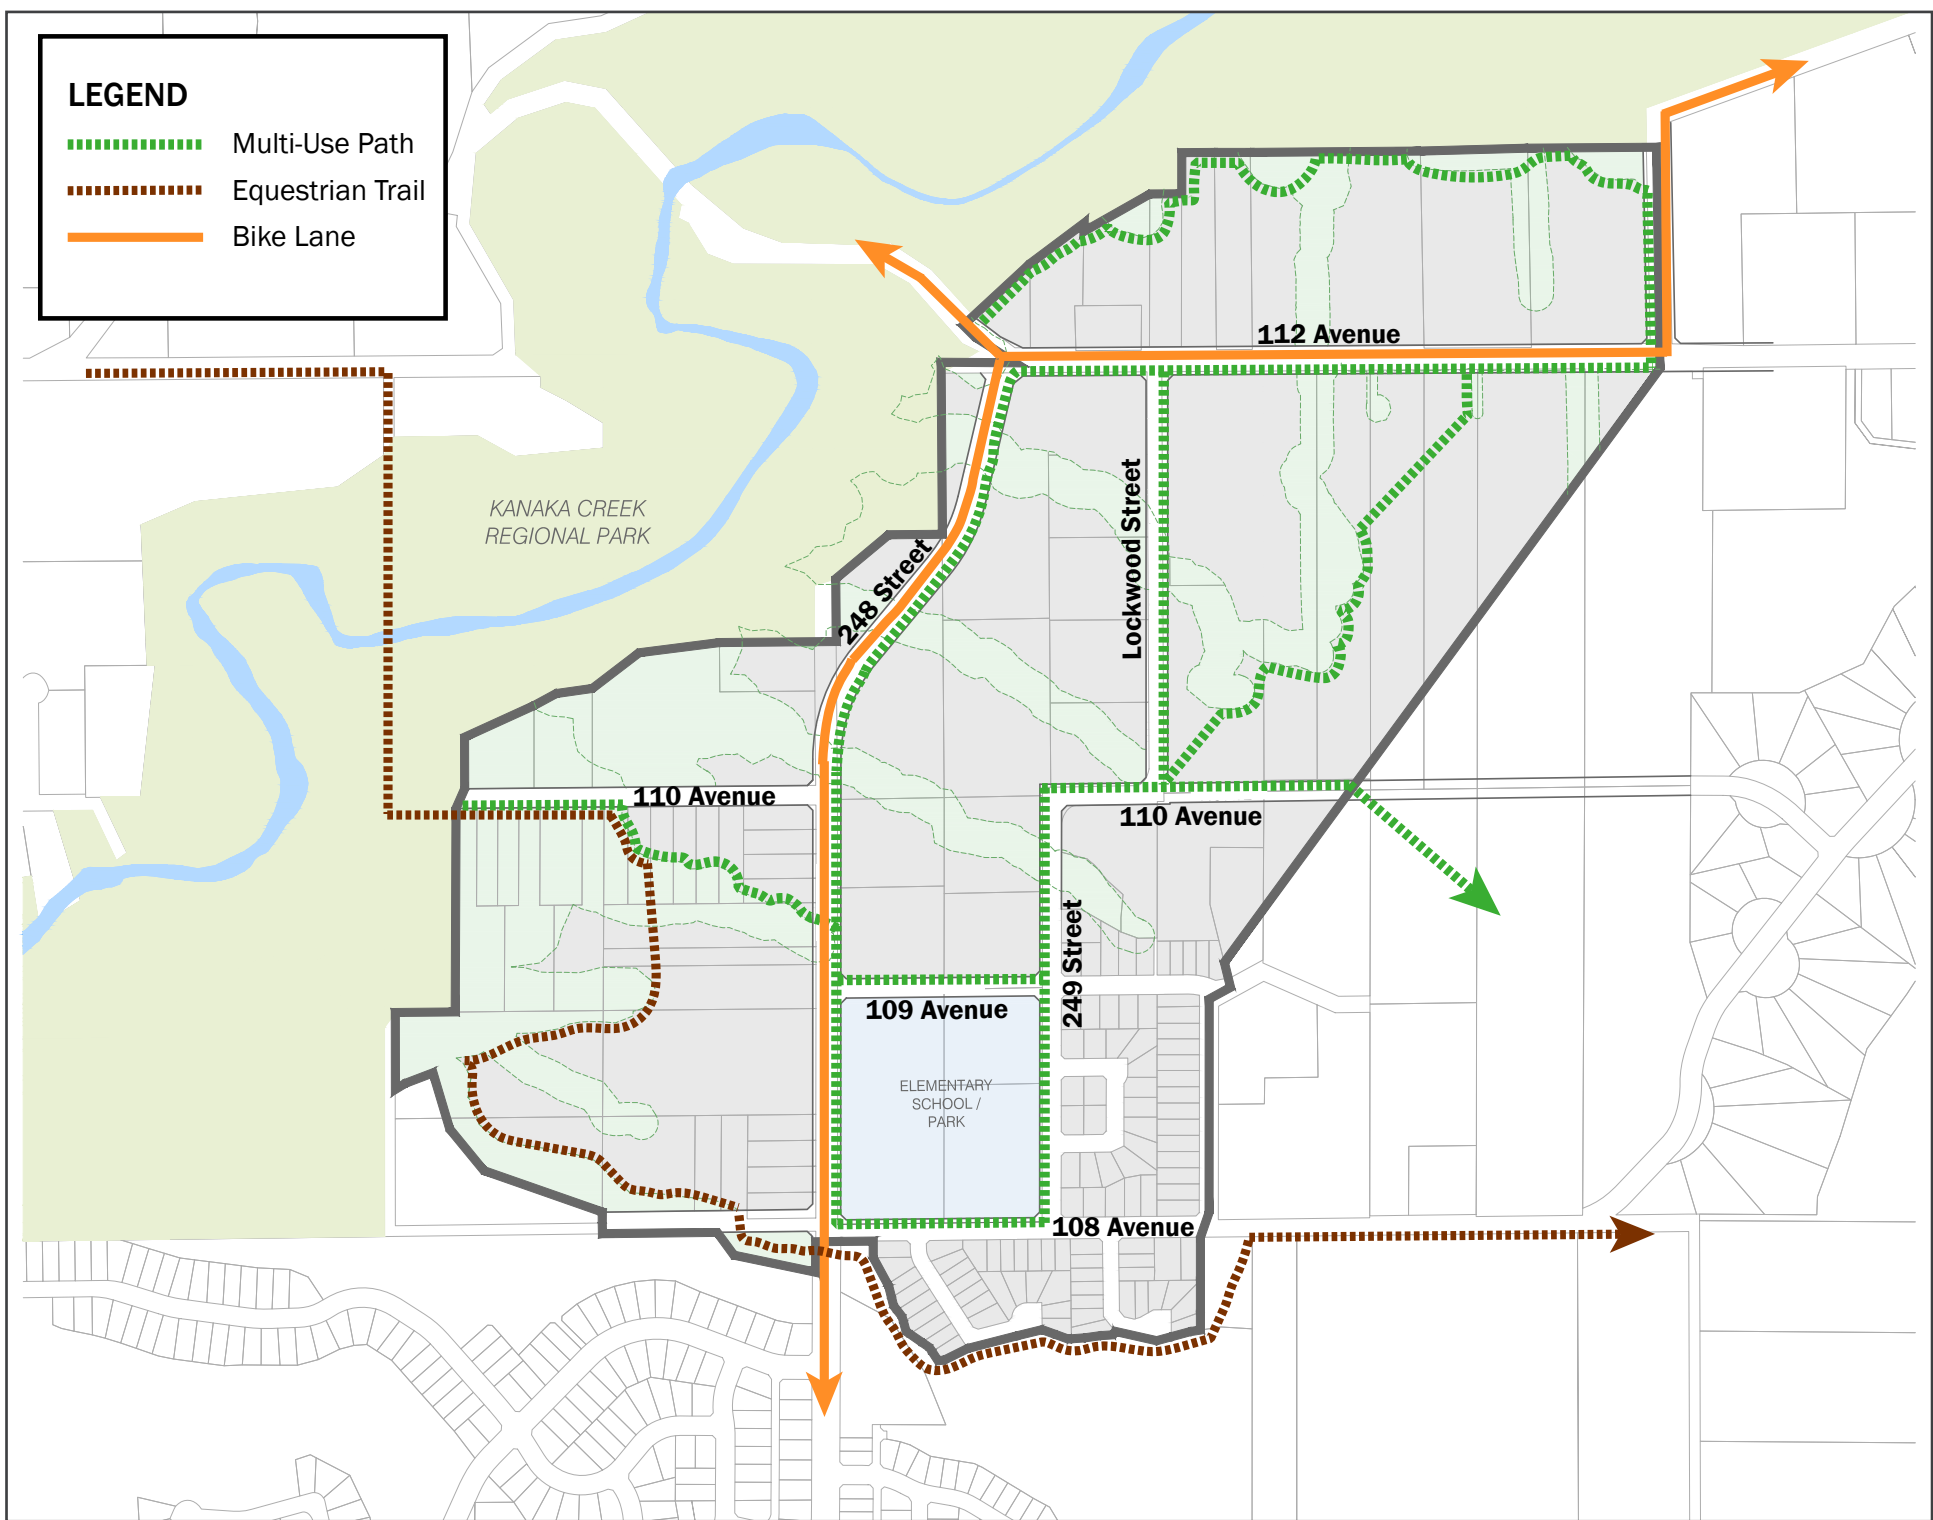 LEGEND
Multi-Use Path
Equestrian Trail
Bike Lane
112 Avenue
KANAKA CREEK
REGIONAL PARK
Lockwood Street
248 Street
110 Avenue
110 Avenue
249 Street
109 Avenue
ELEMENTARY
SCHOOL /
PARK
108 Avenue